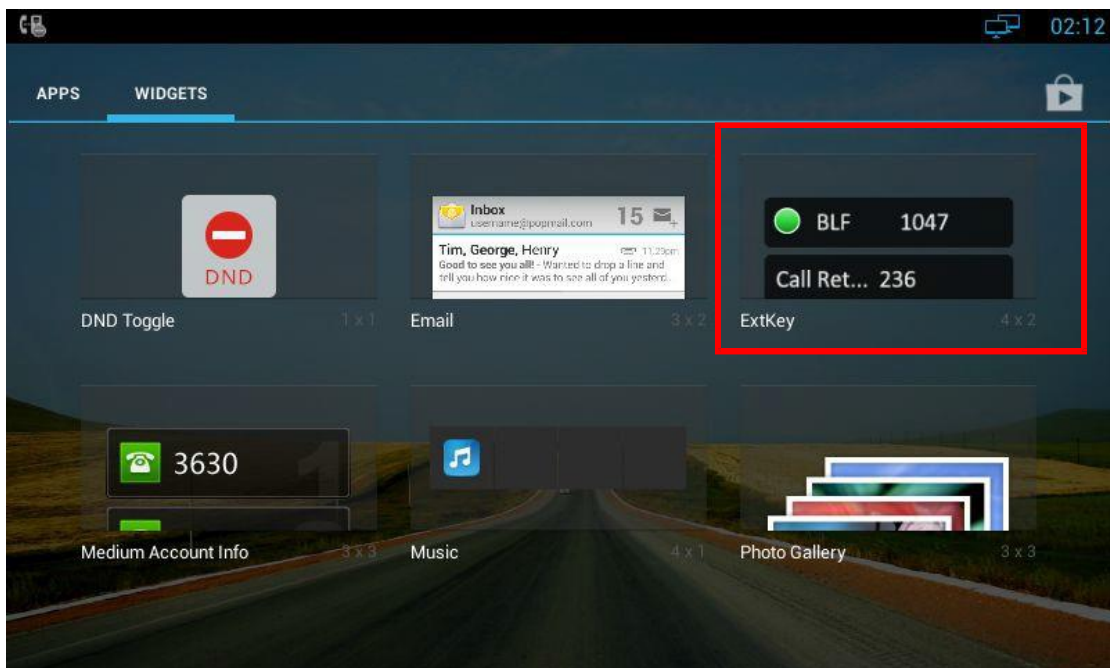 02:12
APPS WIDGETS
DND
Inbox
username@popmail.com
15
Tim, George, Henry
Good to see you all! - Wanted to drop a line and
tell you how nice it was to see all of you yesterd..
BLF 1047
Call Ret... 236
DND Toggle 1 x 1
Email 3 x 2
ExtKey 4 x 2
3630
1
Medium Account Info 3 x 3
Music 4 x 1
Photo Gallery 3 x 3